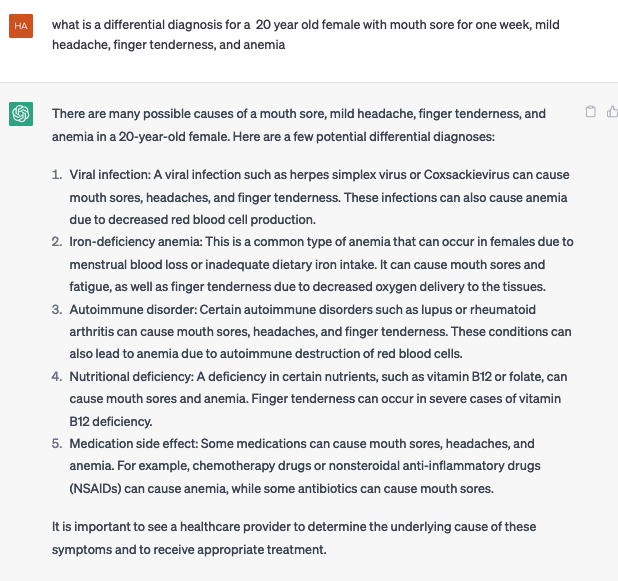 HA
what is a differential diagnosis for a  20 year old female with mouth sore for one week, mild
headache, finger tenderness, and anemia
There are many possible causes of a mouth sore, mild headache, finger tenderness, and
anemia in a 20-year-old female. Here are a few potential differential diagnoses:
1. Viral infection: A viral infection such as herpes simplex virus or Coxsackievirus can cause
mouth sores, headaches, and finger tenderness. These infections can also cause anemia
due to decreased red blood cell production.
2. Iron-deficiency anemia: This is a common type of anemia that can occur in females due to
menstrual blood loss or inadequate dietary iron intake. It can cause mouth sores and
fatigue, as well as finger tenderness due to decreased oxygen delivery to the tissues.
3. Autoimmune disorder: Certain autoimmune disorders such as lupus or rheumatoid
arthritis can cause mouth sores, headaches, and finger tenderness. These conditions can
also lead to anemia due to autoimmune destruction of red blood cells.
4. Nutritional deficiency: A deficiency in certain nutrients, such as vitamin B12 or folate, can
cause mouth sores and anemia. Finger tenderness can occur in severe cases of vitamin
B12 deficiency.
5. Medication side effect: Some medications can cause mouth sores, headaches, and
anemia. For example, chemotherapy drugs or nonsteroidal anti-inflammatory drugs
(NSAIDs) can cause anemia, while some antibiotics can cause mouth sores.
It is important to see a healthcare provider to determine the underlying cause of these
symptoms and to receive appropriate treatment.